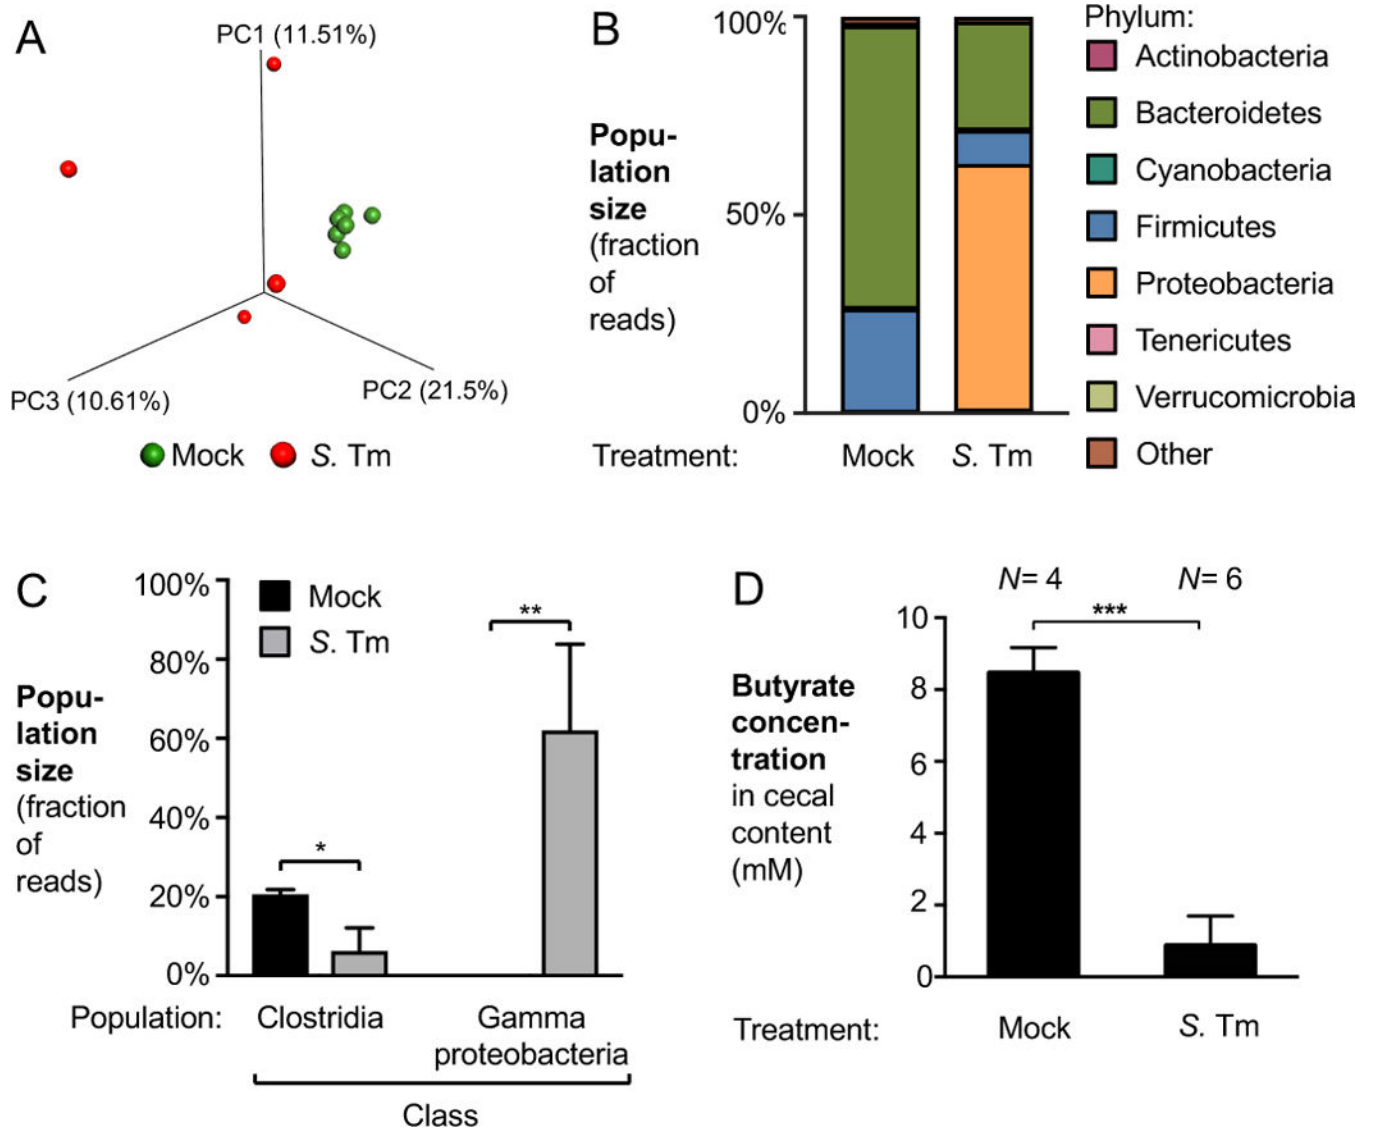 A
PC1 (11.51%)
PC3 (10.61%)
PC2 (21.5%)
Mock
S. Tm
B
100%
50%
0%
Popu-
lation
size
(fraction
of
reads)
Treatment:
Mock
S. Tm
Phylum:
Actinobacteria
Bacteroidetes
Cyanobacteria
Firmicutes
Proteobacteria
Tenericutes
Verrucomicrobia
Other
C
Mock
S. Tm
100%
80%
60%
40%
20%
0%
Popu-
lation
size
(fraction
of
reads)
*
**
Population:
Clostridia
Gamma
proteobacteria
Class
D
N= 4
N= 6
***
10
8
6
4
2
0
Butyrate
concen-
tration
in cecal
content
(mM)
Treatment:
Mock
S. Tm